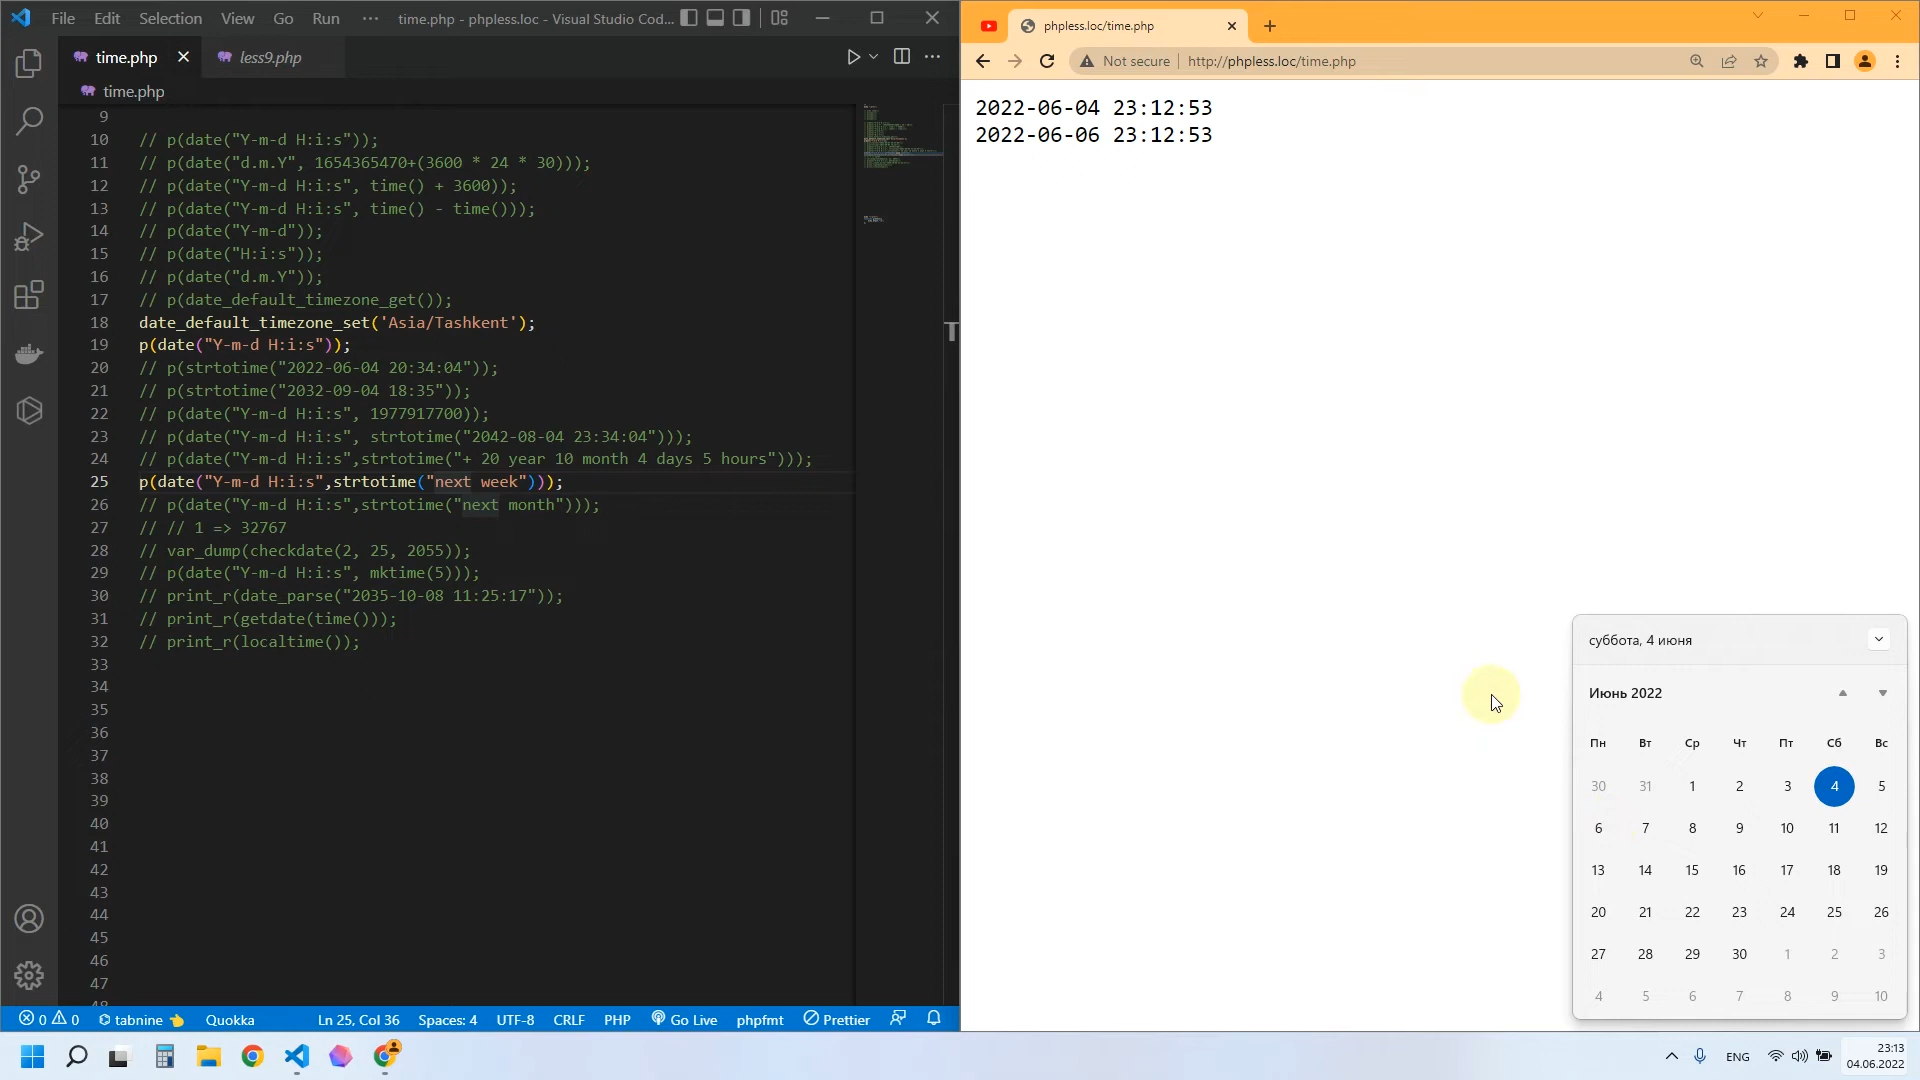 File Edit Selection View Go Run ··· time.php - phpless.loc - Visual Studio Cod...
time.php less9.php
time.php
9
10 // p(date("Y-m-d H:i:s"));
11 // p(date("d.m.Y", 1654365470+(3600 * 24 * 30)));
12 // p(date("Y-m-d H:i:s", time() + 3600));
13 // p(date("Y-m-d H:i:s", time() - time()));
14 // p(date("Y-m-d"));
15 // p(date("H:i:s"));
16 // p(date("d.m.Y"));
17 // p(date_default_timezone_get());
18 date_default_timezone_set('Asia/Tashkent');
19 p(date("Y-m-d H:i:s"));
20 // p(strtotime("2022-06-04 20:34:04"));
21 // p(strtotime("2032-09-04 18:35"));
22 // p(date("Y-m-d H:i:s", 1977917700));
23 // p(date("Y-m-d H:i:s", strtotime("2042-08-04 23:34:04")));
24 // p(date("Y-m-d H:i:s",strtotime("+ 20 year 10 month 4 days 5 hours")));
25 p(date("Y-m-d H:i:s",strtotime("next week")));
26 // p(date("Y-m-d H:i:s",strtotime("next month")));
27 // // 1 => 32767
28 // var_dump(checkdate(2, 25, 2055));
29 // p(date("Y-m-d H:i:s", mktime(5)));
30 // print_r(date_parse("2035-10-08 11:25:17"));
31 // print_r(getdate(time()));
32 // print_r(localtime());
33
34
35
36
37
38
39
40
41
42
43
44
45
46
47
48
0 0 tabnine Quokka Ln 25, Col 36 Spaces: 4 UTF-8 CRLF PHP Go Live phpfmt Prettier
phpless.loc/time.php
Not secure http://phpless.loc/time.php
2022-06-04 23:12:53
2022-06-06 23:12:53
суббота, 4 июня
Июнь 2022
Пн Вт Ср Чт Пт Сб Вс
30 31 1 2 3 4 5
6 7 8 9 10 11 12
13 14 15 16 17 18 19
20 21 22 23 24 25 26
27 28 29 30 1 2 3
4 5 6 7 8 9 10
ENG 23:13
04.06.2022